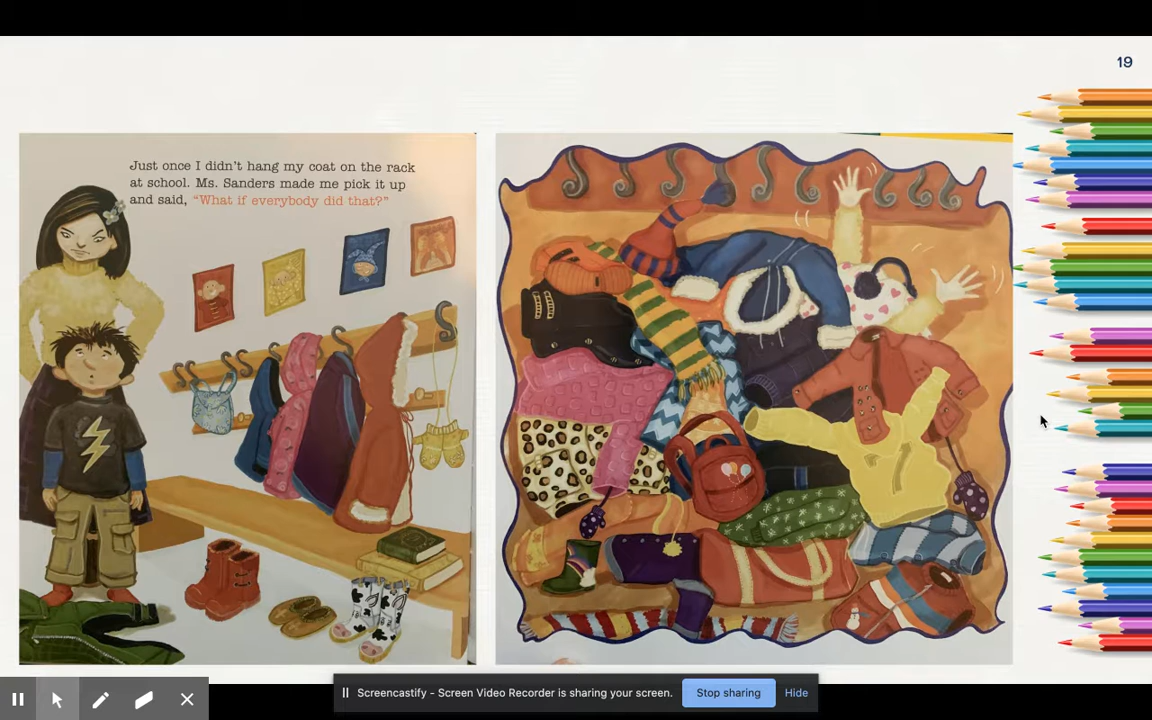 19
Just once I didn't hang my coat on the rack
at school. Ms. Sanders made me pick it up
and said, "What if everybody did that?"
7
Screencastify - Screen Video Recorder is sharing your screen.
Stop sharing
Hide